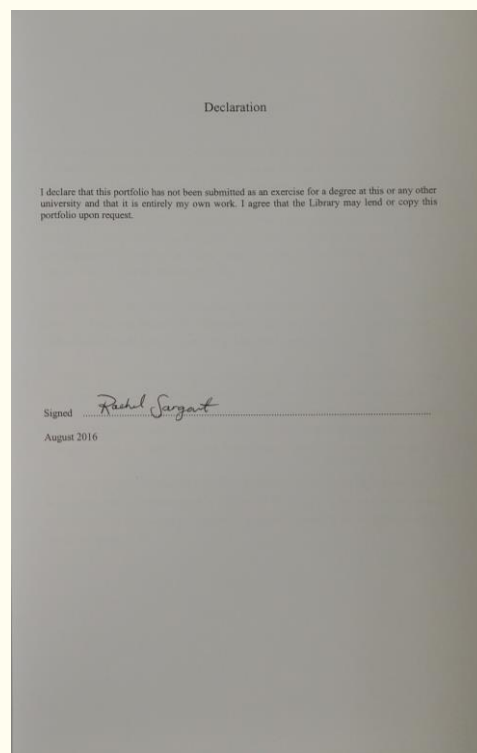 Declaration
I declare that this portfolio has not been submitted as an exercise for a degree at this or any other
university and that it is entirely my own work. I agree that the Library may lend or copy this
portfolio upon request.
Signed Rachel Sargant
August 2016